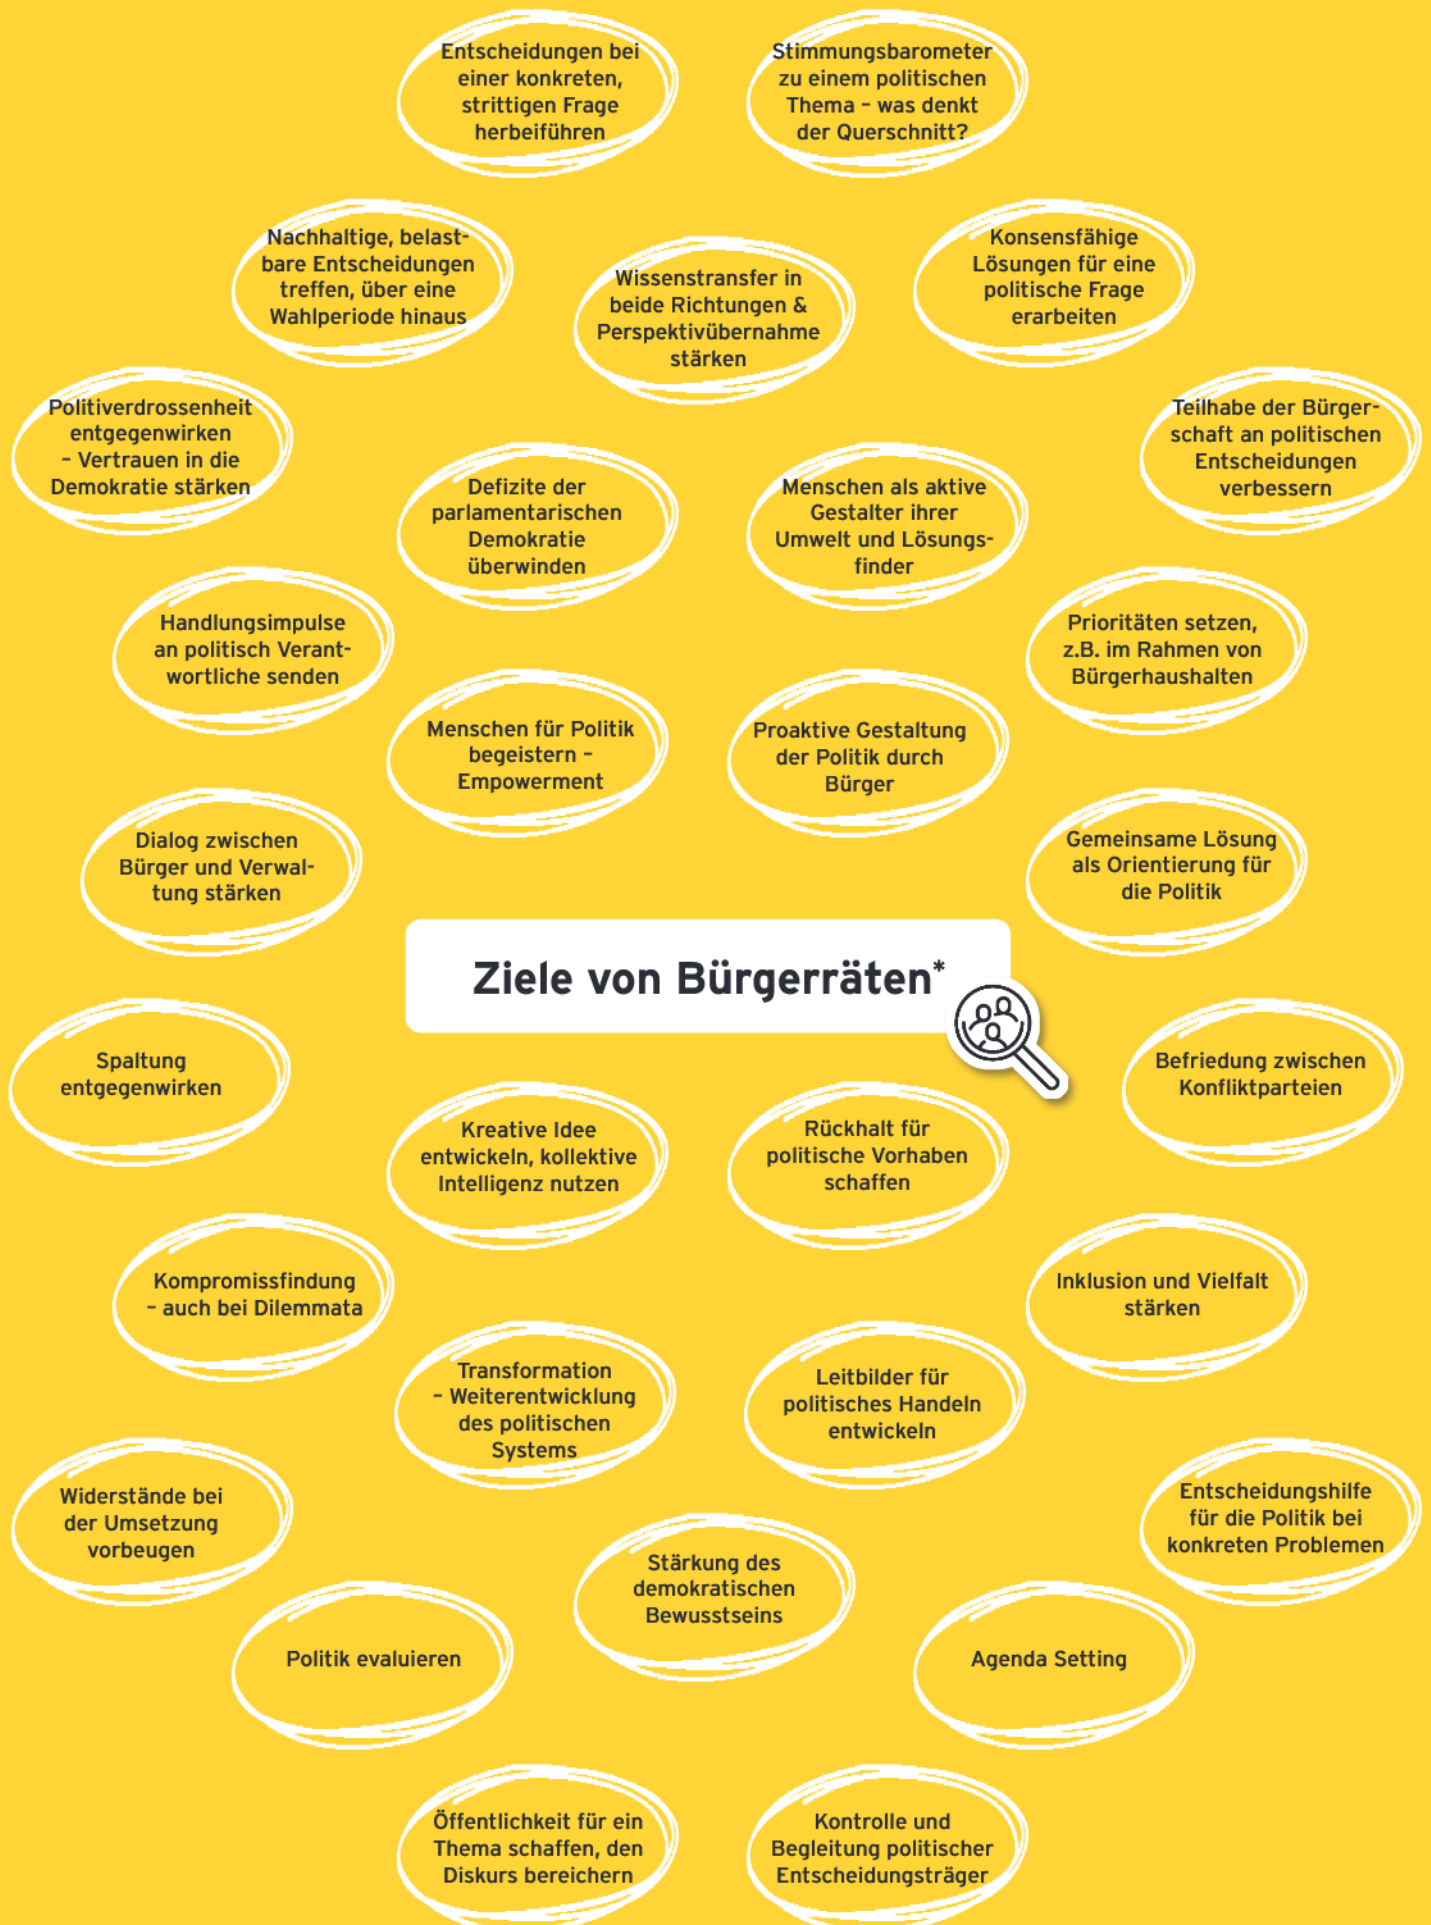 Entscheidungen bei
einer konkreten,
strittigen Frage
herbeiführen
Stimmungsbarometer
zu einem politischen
Thema – was denkt
der Querschnitt?
Nachhaltige, belast-
bare Entscheidungen
treffen, über eine
Wahlperiode hinaus
Wissenstransfer in
beide Richtungen &
Perspektivübernahme
stärken
Konsensfähige
Lösungen für eine
politische Frage
erarbeiten
Politiverdrossenheit
entgegenwirken
– Vertrauen in die
Demokratie stärken
Teilhabe der Bürger-
schaft an politischen
Entscheidungen
verbessern
Defizite der
parlamentarischen
Demokratie
überwinden
Menschen als aktive
Gestalter ihrer
Umwelt und Lösungs-
finder
Handlungsimpulse
an politisch Verant-
wortliche senden
Prioritäten setzen,
z.B. im Rahmen von
Bürgerhaushalten
Menschen für Politik
begeistern –
Empowerment
Proaktive Gestaltung
der Politik durch
Bürger
Dialog zwischen
Bürger und Verwal-
tung stärken
Gemeinsame Lösung
als Orientierung für
die Politik
Ziele von Bürgerräten*
Spaltung
entgegenwirken
Befriedung zwischen
Konfliktparteien
Kreative Idee
entwickeln, kollektive
Intelligenz nutzen
Rückhalt für
politische Vorhaben
schaffen
Kompromissfindung
– auch bei Dilemmata
Inklusion und Vielfalt
stärken
Transformation
– Weiterentwicklung
des politischen
Systems
Leitbilder für
politisches Handeln
entwickeln
Widerstände bei
der Umsetzung
vorbeugen
Entscheidungshilfe
für die Politik bei
konkreten Problemen
Stärkung des
demokratischen
Bewusstseins
Politik evaluieren
Agenda Setting
Öffentlichkeit für ein
Thema schaffen, den
Diskurs bereichern
Kontrolle und
Begleitung politischer
Entscheidungsträger